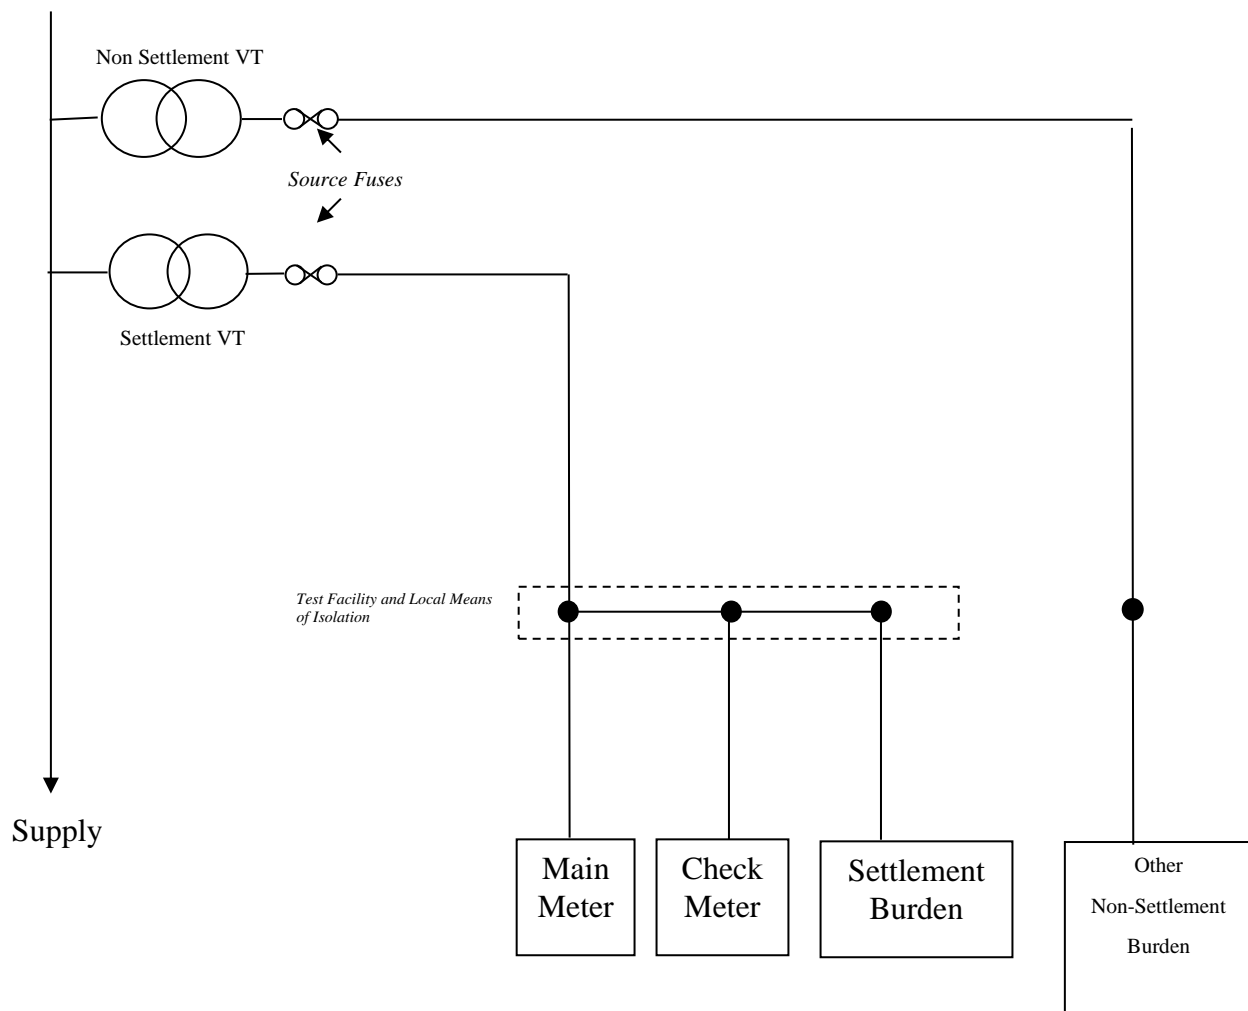 Non Settlement VT
Source Fuses
Settlement VT
Test Facility and Local Means
of Isolation
Supply
Main
Meter
Check
Meter
Settlement
Burden
Other
Non-Settlement
Burden